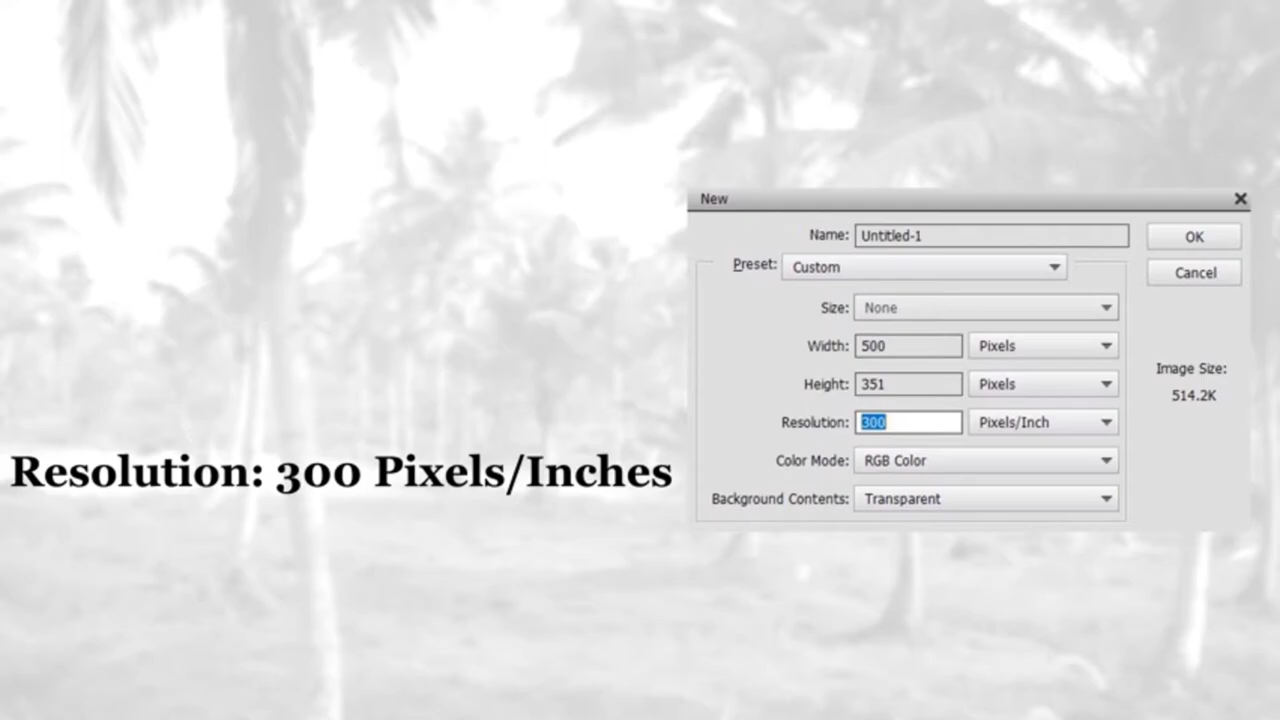 New
Name: Untitled-1
OK
Preset: Custom
Cancel
Size: None
Width: 500 Pixels
Height: 351 Pixels
Image Size:
514.2K
Resolution: 300 Pixels/Inch
Color Mode: RGB Color
Background Contents: Transparent
Resolution: 300 Pixels/Inches